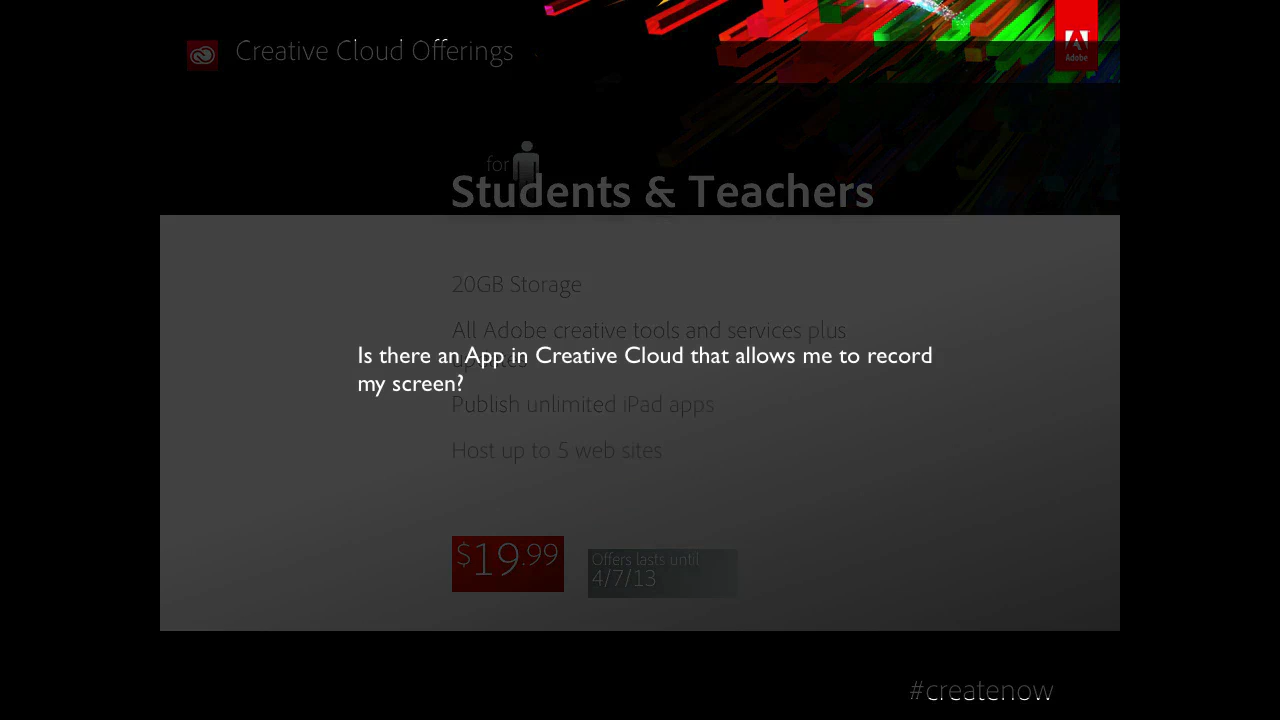 Creative Cloud Offerings
Adobe
for
Students & Teachers
20GB Storage
All Adobe creative tools and services plus
updates
Is there an App in Creative Cloud that allows me to record
my screen?
Publish unlimited iPad apps
Host up to 5 web sites
$19.99
Offers lasts until
4/7/13
#createnow